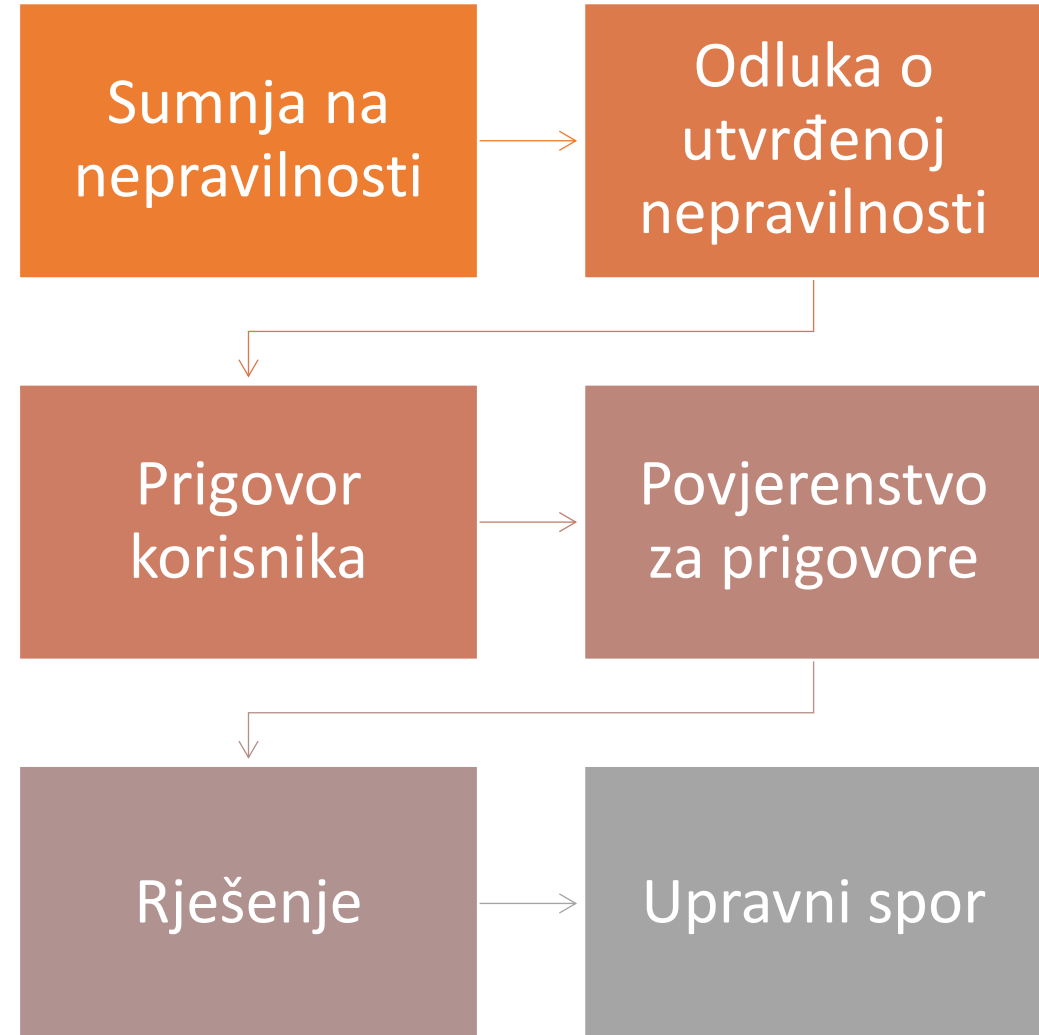 Sumnja na
nepravilnosti
Odluka o
utvrđenoj
nepravilnosti
Prigovor
korisnika
Povjerenstvo
za prigovore
Rješenje
Upravni spor